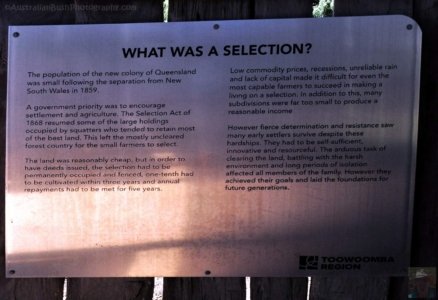 ©AustralianBushPhotography.com
WHAT WAS A SELECTION?
The population of the new colony of Queensland
was small following the separation from New
South Wales in 1859.
A government priority was to encourage
settlement and agriculture. The Selection Act of
1868 resumed some of the large holdings
occupied by squatters who tended to retain most
of the best land. This left the mostly uncleared
forest country for the small farmers to select.
The land was reasonably cheap, but in order to
have deeds issued, the selection had to be
permanently occupied and fenced, one-tenth had
to be cultivated within three years and annual
repayments had to be met for five years.
Low commodity prices, recessions, unreliable rain
and lack of capital made it difficult for even the
most capable farmers to succeed in making a
living on a selection. In addition to this, many
subdivisions were far too small to produce a
reasonable income
However fierce determination and resistance saw
many early settlers survive despite these
hardships. They had to be self-sufficient,
innovative and resourceful. The arduous task of
clearing the land, battling with the harsh
environment and long periods of isolation
affected all members of the family. However they
achieved their goals and laid the foundations for
future generations.
TOOWOOMBA
REGION